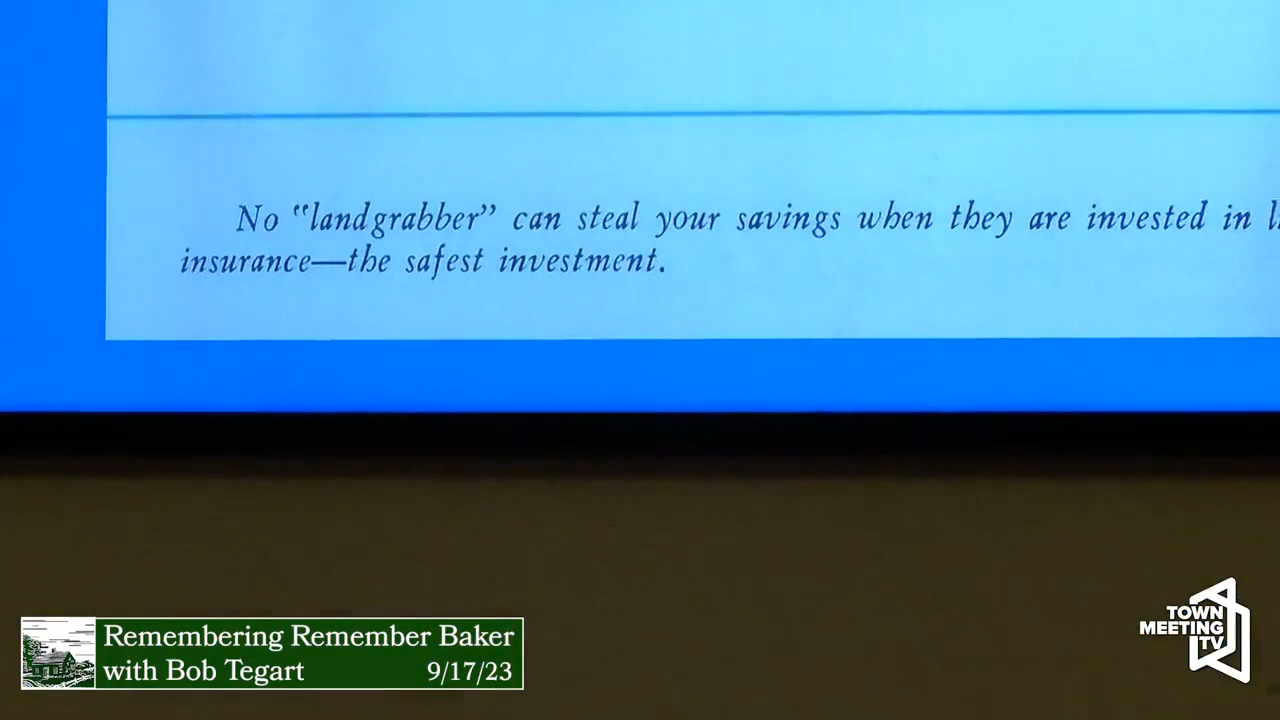 No "landgrabber" can steal your savings when they are invested in
insurance—the safest investment.
Remembering Remember Baker
with Bob Tegart 9/17/23
TOWN
MEETING
TV